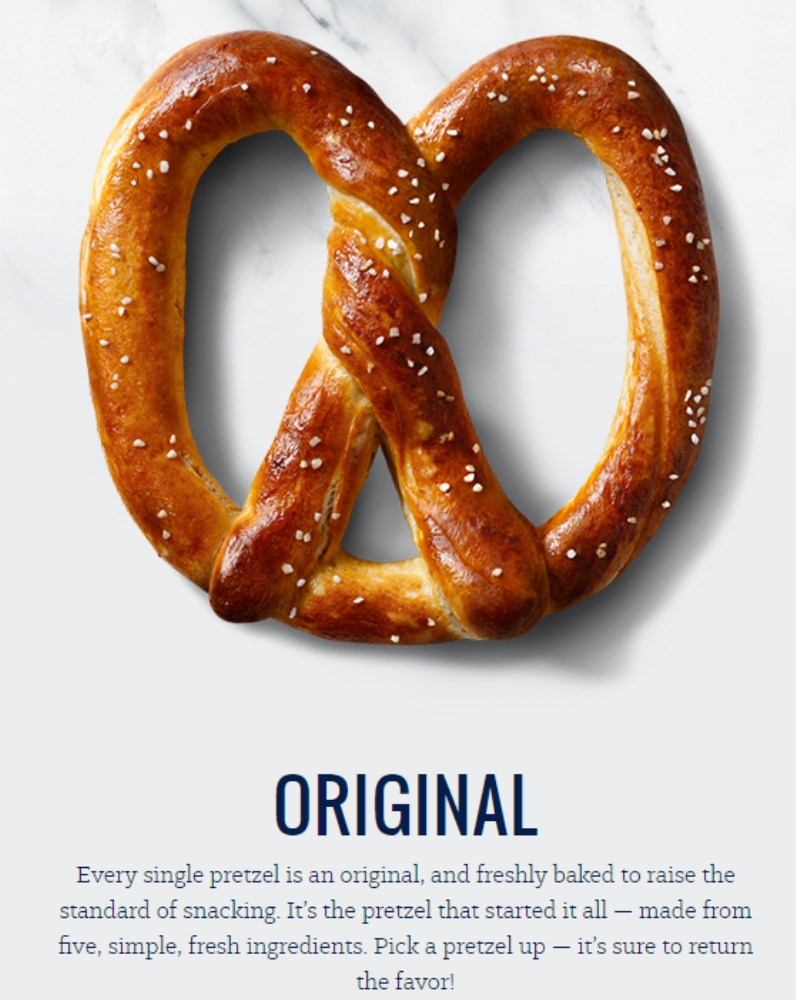 ORIGINAL
Every single pretzel is an original, and freshly baked to raise the
standard of snacking. It’s the pretzel that started it all — made from
five, simple, fresh ingredients. Pick a pretzel up — it’s sure to return
the favor!